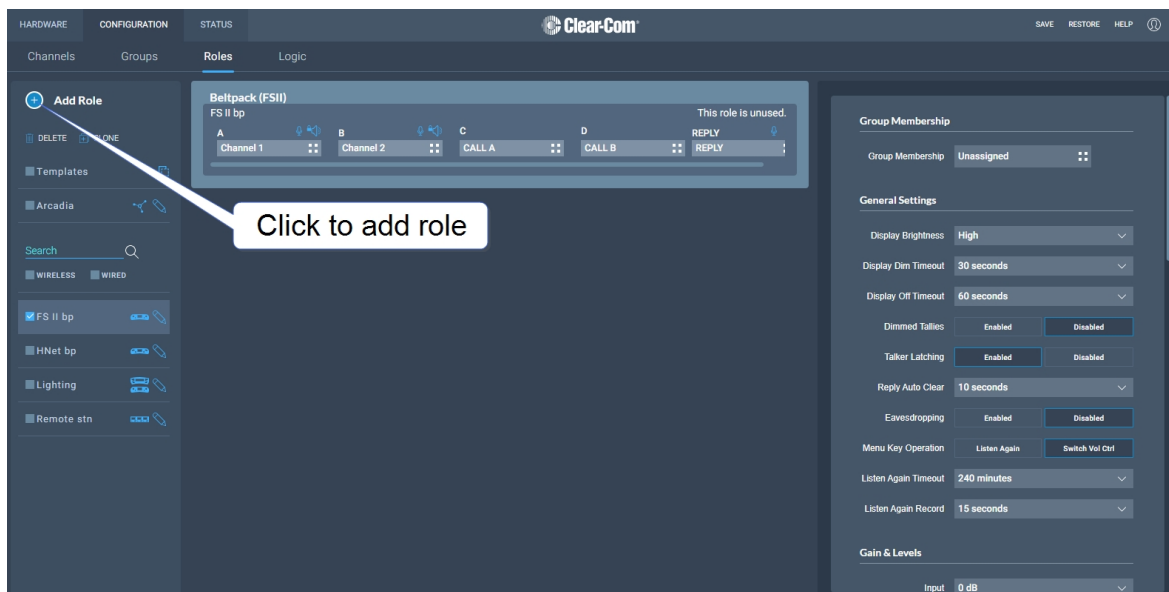 HARDWARE CONFIGURATION STATUS Clear-Com SAVE RESTORE HELP
Channels Groups Roles Logic
Add Role
DELETE CLONE
Templates
Arcadia
Search
WIRELESS WIRED
FS II bp
HNet bp
Lighting
Remote stn
Beltpack (FSII)
FS II bp This role is unused.
A B C D REPLY
Channel 1 Channel 2 CALL A CALL B REPLY
Click to add role
Group Membership
Group Membership Unassigned
General Settings
Display Brightness High
Display Dim Timeout 30 seconds
Display Off Timeout 60 seconds
Dimmed Tallies Enabled Disabled
Talker Latching Enabled Disabled
Reply Auto Clear 10 seconds
Eavesdropping Enabled Disabled
Menu Key Operation Listen Again Switch Vol Ctrl
Listen Again Timeout 240 minutes
Listen Again Record 15 seconds
Gain & Levels
Input 0 dB